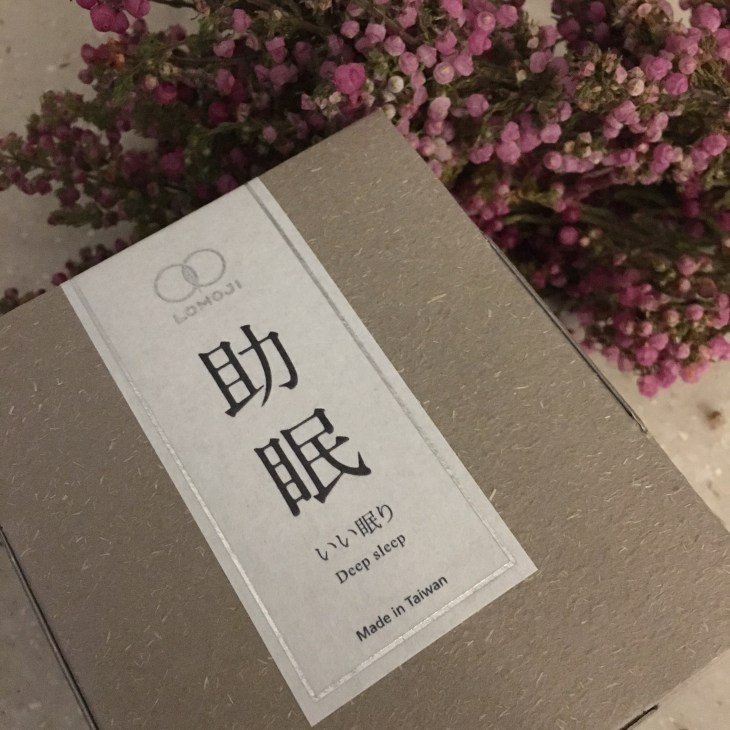 LOMOJI
助
眠
いい眠り
Deep sleep
Made in Taiwan